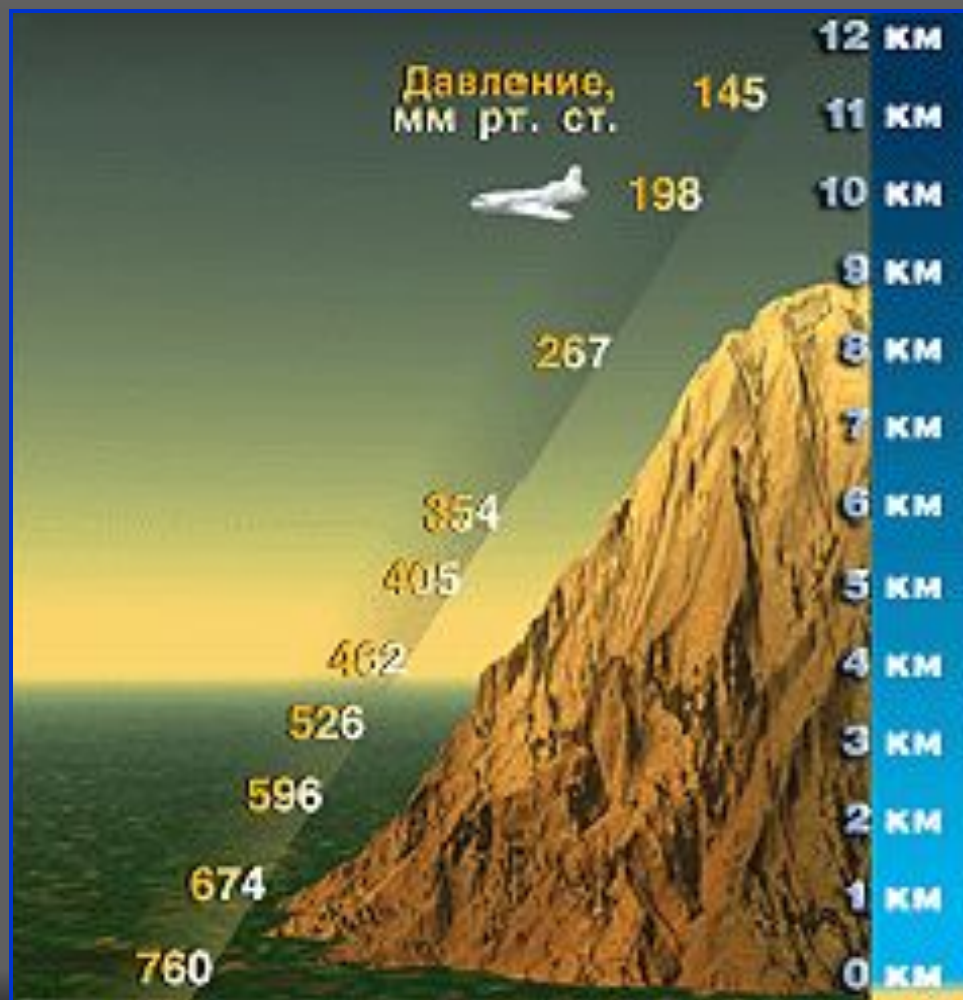 12 км
Давление,
мм рт. ст.
145
11 км
198
10 км
9 км
267
8 км
7 км
354
6 км
405
5 км
462
4 км
526
3 км
596
2 км
674
1 км
760
0 км